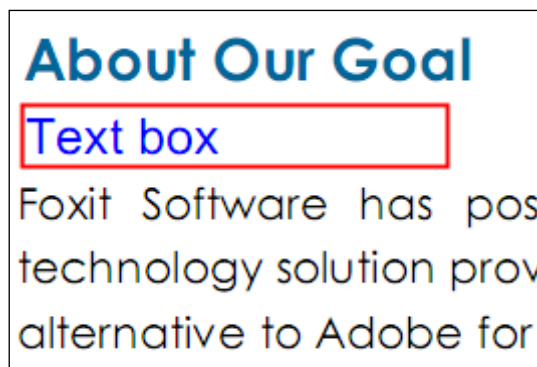 About Our Goal
Text box
Foxit Software has pos
technology solution prov
alternative to Adobe for